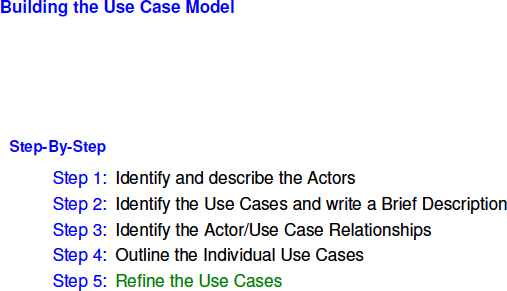 Building the Use Case Model
Step-By-Step
Step 1: Identify and describe the Actors
Step 2: Identify the Use Cases and write a Brief Description
Step 3: Identify the Actor/Use Case Relationships
Step 4: Outline the Individual Use Cases
Step 5: Refine the Use Cases